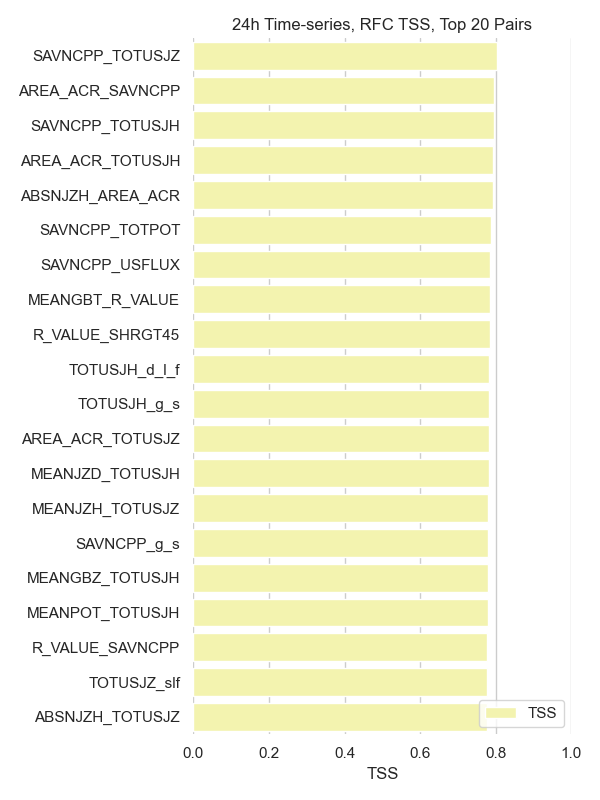 24h Time-series, RFC TSS, Top 20 Pairs
SAVNCPP_TOTUSJZ
AREA_ACR_SAVNCPP
SAVNCPP_TOTUSJH
AREA_ACR_TOTUSJH
ABSNJZH_AREA_ACR
SAVNCPP_TOTPOT
SAVNCPP_USFLUX
MEANGBT_R_VALUE
R_VALUE_SHRGT45
TOTUSJH_d_l_f
TOTUSJH_g_s
AREA_ACR_TOTUSJZ
MEANJZD_TOTUSJH
MEANJZH_TOTUSJZ
SAVNCPP_g_s
MEANGBZ_TOTUSJH
MEANPOT_TOTUSJH
R_VALUE_SAVNCPP
TOTUSJZ_slf
ABSNJZH_TOTUSJZ
TSS
0.0 0.2 0.4 0.6 0.8 1.0
TSS